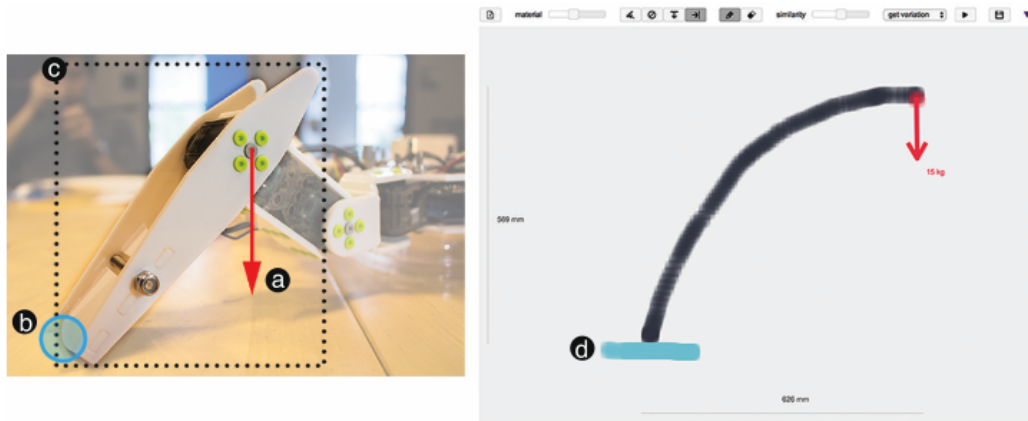 c
a
b
material
similarity
get variation
15 kg
569 mm
d
626 mm